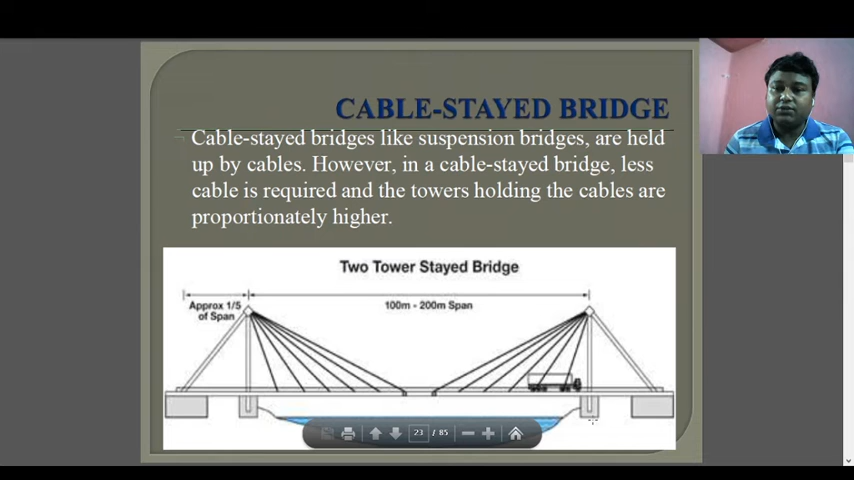 CABLE-STAYED BRIDGE
Cable-stayed bridges like suspension bridges, are held
up by cables. However, in a cable-stayed bridge, less
cable is required and the towers holding the cables are
proportionately higher.
Two Tower Stayed Bridge
Approx 1/5
of Span
100m - 200m Span
23 / 85